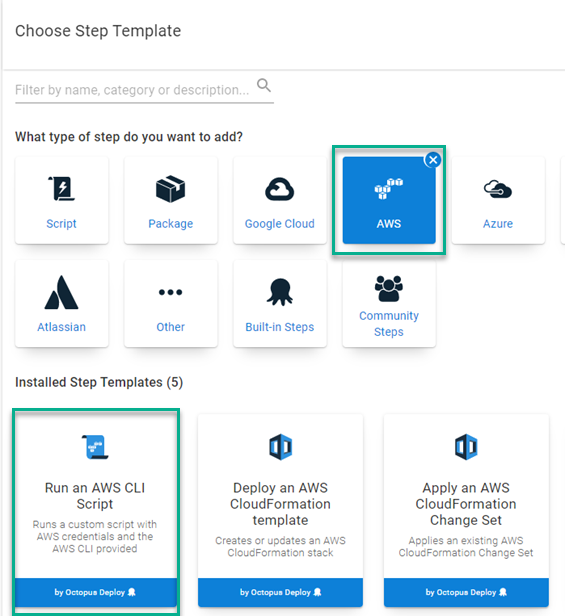 Choose Step Template
Filter by name, category or description...
What type of step do you want to add?
Script
Package
Google Cloud
AWS
Azure
Atlassian
Other
Built-in Steps
Community
Steps
Installed Step Templates (5)
Run an AWS CLI
Script
Runs a custom script with
AWS credentials and the
AWS CLI provided
by Octopus Deploy
Deploy an AWS
CloudFormation
template
Creates or updates an AWS
CloudFormation stack
by Octopus Deploy
Apply an AWS
CloudFormation
Change Set
Applies an existing AWS
CloudFormation Change Set
by Octopus Deploy